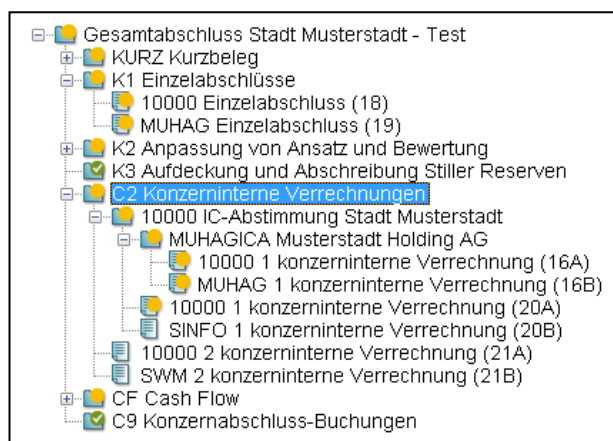 Gesamtabschluss Stadt Musterstadt - Test
KURZ Kurzbeleg
K1 Einzelabschlüsse
10000 Einzelabschluss (18)
MUHAG Einzelabschluss (19)
K2 Anpassung von Ansatz und Bewertung
K3 Aufdeckung und Abschreibung Stiller Reserven
C2 Konzerninterne Verrechnungen
10000 IC-Abstimmung Stadt Musterstadt
MUHAGICA Musterstadt Holding AG
10000 1 konzerninterne Verrechnung (16A)
MUHAG 1 konzerninterne Verrechnung (16B)
10000 1 konzerninterne Verrechnung (20A)
SINFO 1 konzerninterne Verrechnung (20B)
10000 2 konzerninterne Verrechnung (21A)
SWM 2 konzerninterne Verrechnung (21B)
CF Cash Flow
C9 Konzernabschluss-Buchungen